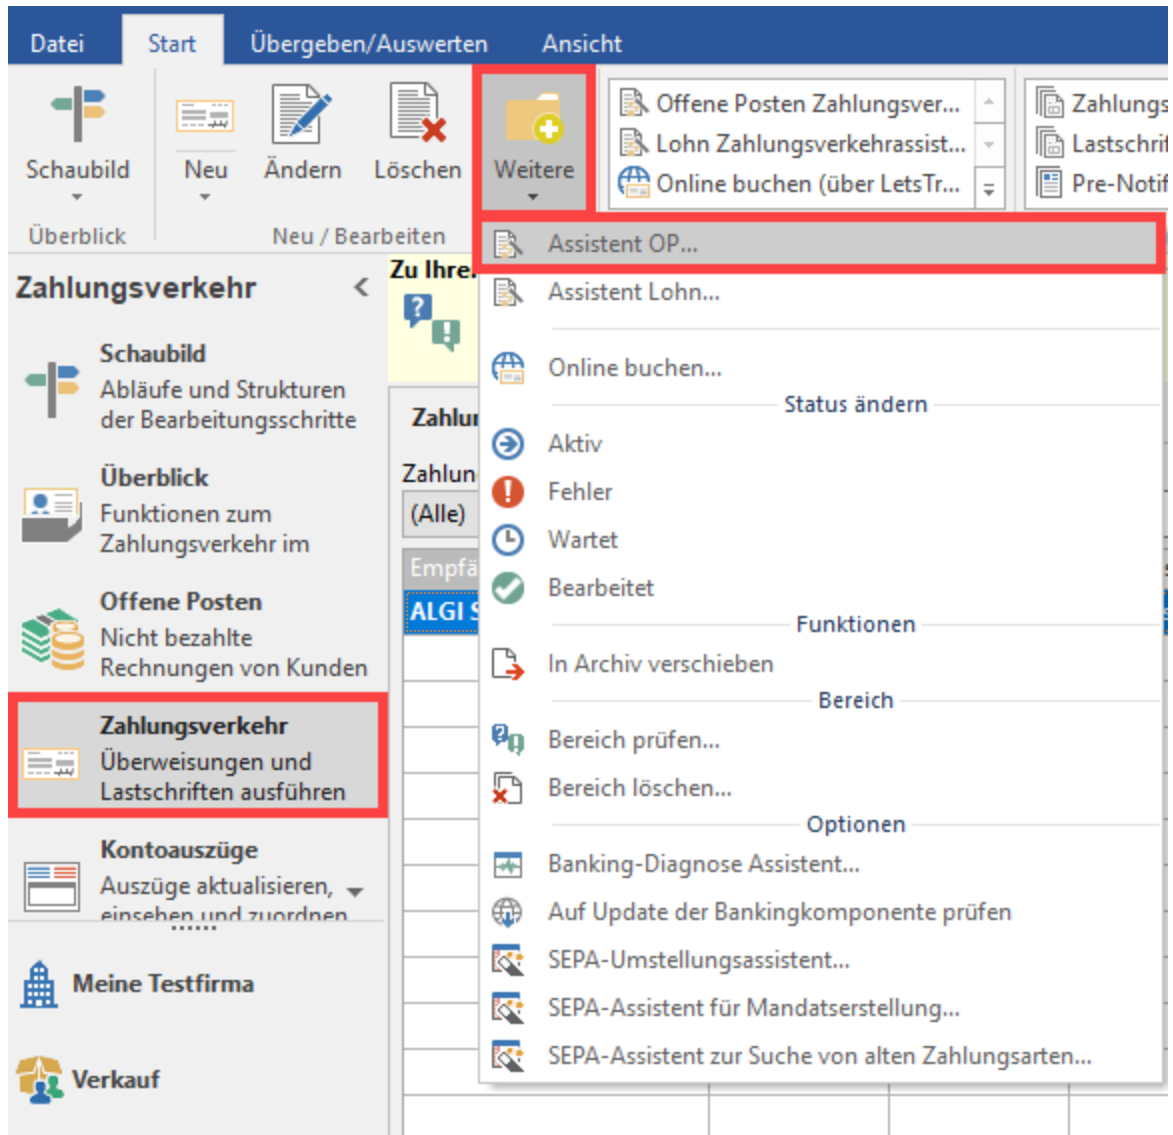 Datei Start Übergeben/Auswerten Ansicht
Schaubild Neu Ändern Löschen Weitere
Offene Posten Zahlungsver...
Lohn Zahlungsverkehrassist...
Online buchen (über LetsTr...
Überblick Neu / Bearbeiten
Zahlungsverkehr
Schaubild
Abläufe und Strukturen
der Bearbeitungsschritte
Überblick
Funktionen zum
Zahlungsverkehr im
Offene Posten
Nicht bezahlte
Rechnungen von Kunden
Zahlungsverkehr
Überweisungen und
Lastschriften ausführen
Kontoauszüge
Auszüge aktualisieren,
einsehen und zuordnen
Meine Testfirma
Verkauf
Zu
(Alle)
ALGI
Assistent OP...
Assistent Lohn...
Online buchen...
Status ändern
Aktiv
Fehler
Wartet
Bearbeitet
Funktionen
In Archiv verschieben
Bereich
Bereich prüfen...
Bereich löschen...
Optionen
Banking-Diagnose Assistent...
Auf Update der Bankingkomponente prüfen
SEPA-Umstellungsassistent...
SEPA-Assistent für Mandatserstellung...
SEPA-Assistent zur Suche von alten Zahlungsarten...